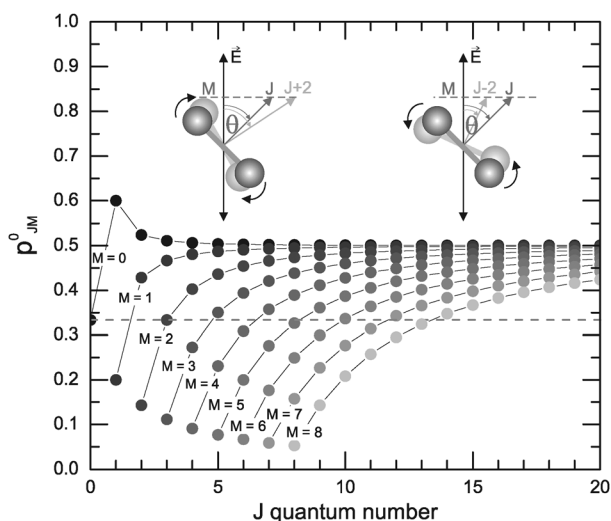 1.0
0.9
0.8
0.7
0.6
0.5
0.4
0.3
0.2
0.1
0.0
p⁰JM
E⃗
M
J
J+2
θ
E⃗
M
J-2
J
θ
M = 0
M = 1
M = 2
M = 3
M = 4
M = 5
M = 6
M = 7
M = 8
0 5 10 15 20
J quantum number